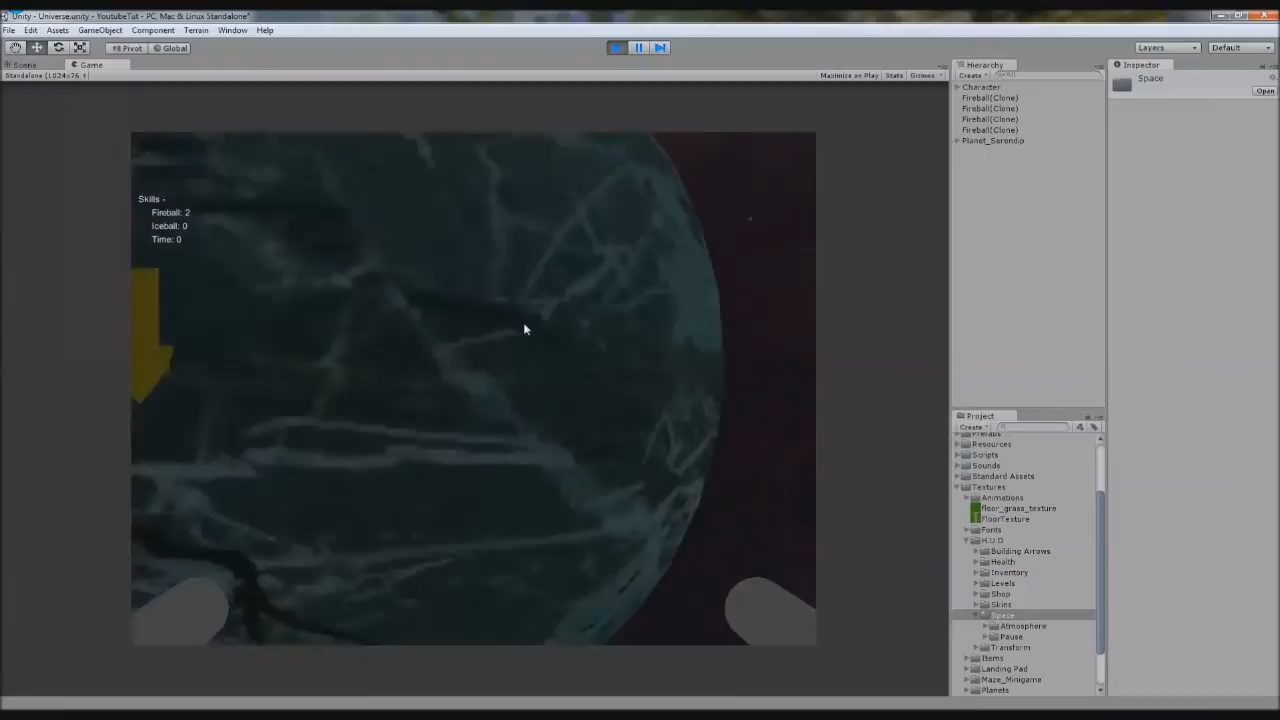 Unity - Universe.unity - YoutubeTut - PC, Mac & Linux Standalone*
File Edit Assets GameObject Component Terrain Window Help
Pivot Global Layers Default
Scene Game Hierarchy Inspector
Standalone (1024x76 Maximize on Play Stats Gizmos Create
Space
Open
Character
Fireball(Clone)
Fireball(Clone)
Fireball(Clone)
Fireball(Clone)
Planet_Serendip
Skills -
Fireball: 2
Iceball: 0
Time: 0
Project
Create
Prefabs
Resources
Scripts
Sounds
Standard Assets
Textures
Animations
floor_grass_texture
FloorTexture
Fonts
H.U.D
Building Arrows
Health
Inventory
Levels
Shop
Skins
Space
Atmosphere
Pause
Transform
Items
Landing Pad
Maze_Minigame
Planets